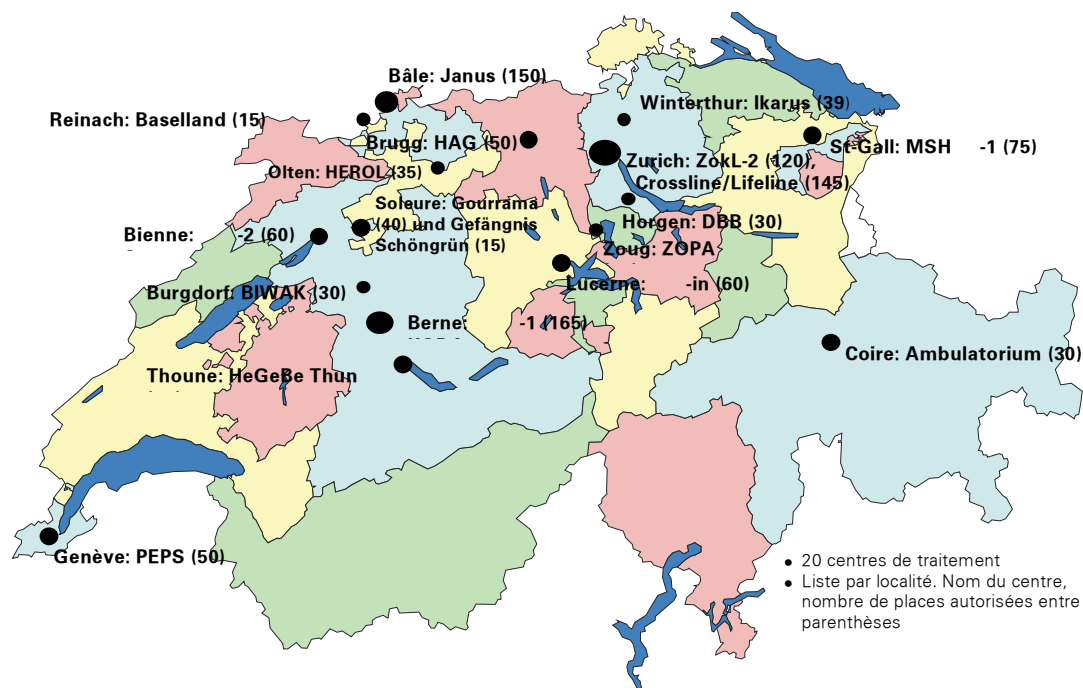 Bâle: Janus (150)
Reinach: Baselland (15)
Winterthur: Ikarus (39)
Brugg: HAG (50)
St-Gall: MSH -1 (75)
Zurich: ZokL-2 (120),
Crossline/Lifeline (145)
Olten: HEROL (35)
Soleure: Gourrama
(40) und Gefängnis
Schöngrün (15)
Horgen: DBB (30)
Bienne: -2 (60)
Zoug: ZOPA
Lucerne: -in (60)
Burgdorf: BIWAK (30)
Berne: -1 (165)
Coire: Ambulatorium (30)
Thoune: HeGeBe Thun
Genève: PEPS (50)
• 20 centres de traitement
• Liste par localité. Nom du centre,
nombre de places autorisées entre
parenthèses